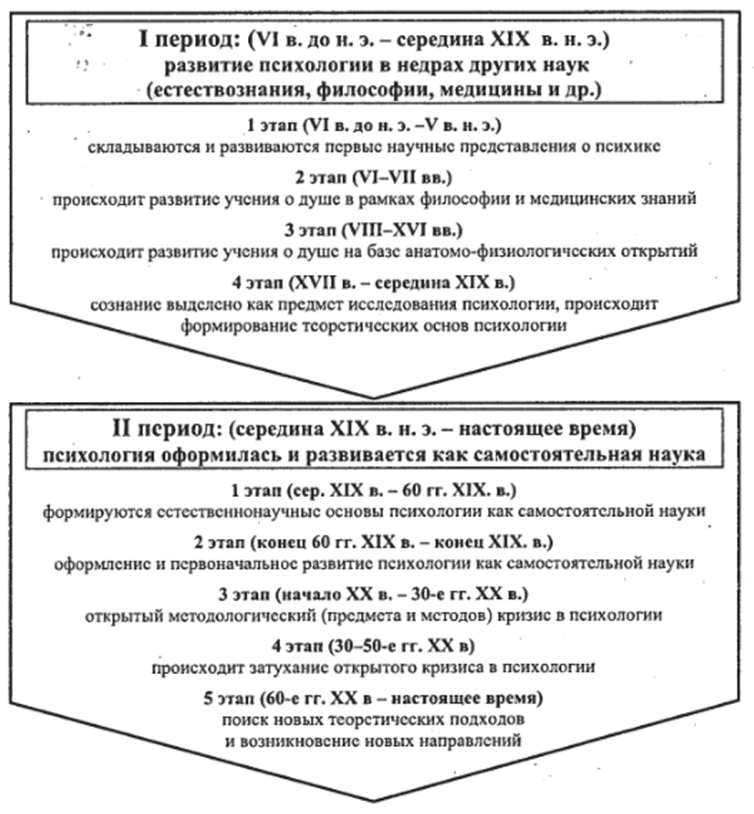 I период: (VI в. до н. э. – середина XIX в. н. э.)
развитие психологии в недрах других наук
(естествознания, философии, медицины и др.)
1 этап (VI в. до н. э. –V в. н. э.)
складываются и развиваются первые научные представления о психике
2 этап (VI–VII вв.)
происходит развитие учения о душе в рамках философии и медицинских знаний
3 этап (VIII–XVI вв.)
происходит развитие учения о душе на базе анатомо-физиологических открытий
4 этап (XVII в. – середина XIX в.)
сознание выделено как предмет исследования психологии, происходит
формирование теоретических основ психологии
II период: (середина XIX в. н. э. – настоящее время)
психология оформилась и развивается как самостоятельная наука
1 этап (сер. XIX в. – 60 гг. XIX. в.)
формируются естественнонаучные основы психологии как самостоятельной науки
2 этап (конец 60 гг. XIX в. – конец XIX. в.)
оформление и первоначальное развитие психологии как самостоятельной науки
3 этап (начало XX в. – 30-е гг. XX в.)
открытый методологический (предмета и методов) кризис в психологии
4 этап (30–50-е гг. XX в)
происходит затухание открытого кризиса в психологии
5 этап (60-е гг. XX в – настоящее время)
поиск новых теоретических подходов
и возникновение новых направлений